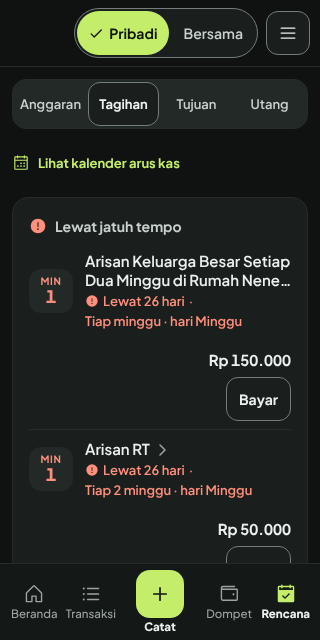 Pribadi
Bersama
Anggaran
Tagihan
Tujuan
Utang
Lihat kalender arus kas
Lewat jatuh tempo
MIN
1
Arisan Keluarga Besar Setiap
Dua Minggu di Rumah Nene…
Lewat 26 hari ·
Tiap minggu · hari Minggu
Rp 150.000
Bayar
MIN
1
Arisan RT
Lewat 26 hari ·
Tiap 2 minggu · hari Minggu
Rp 50.000
Beranda
Transaksi
Catat
Dompet
Rencana